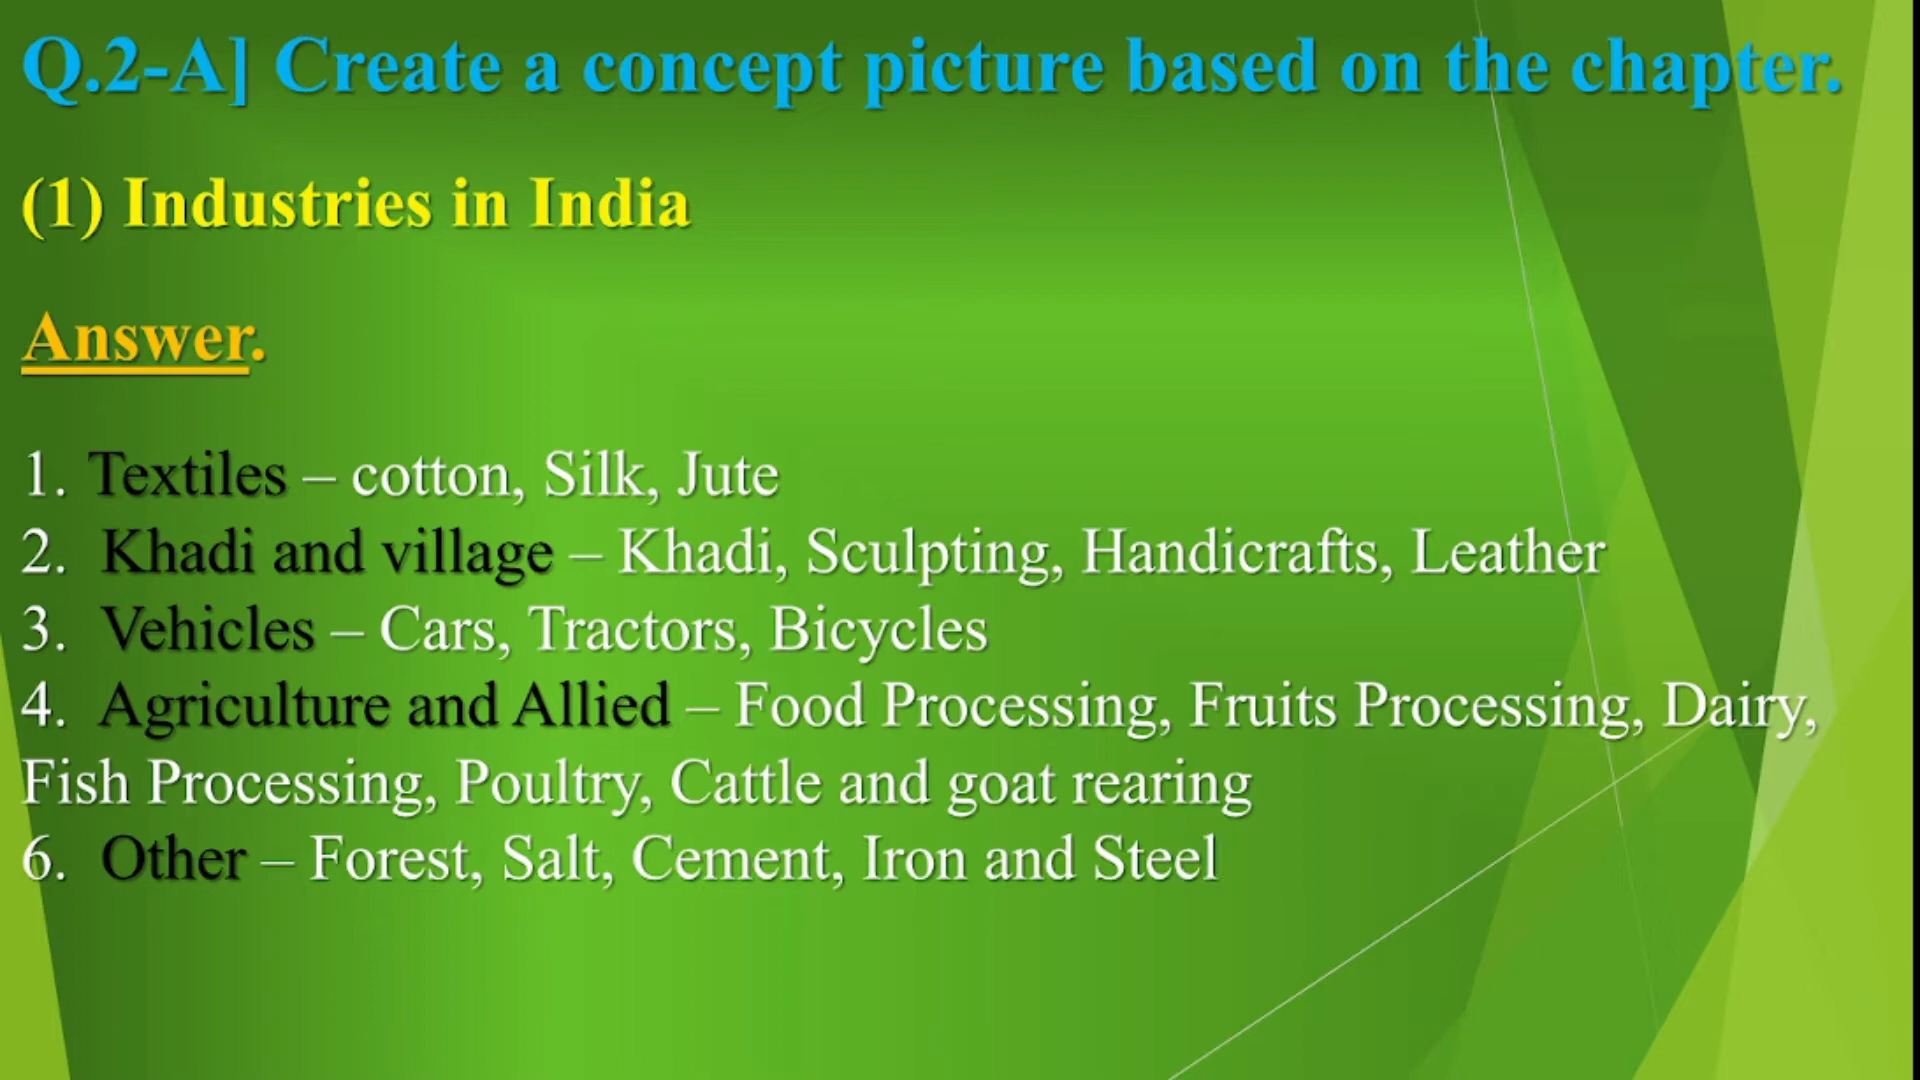 Q.2-A] Create a concept picture based on the chapter.
(1) Industries in India
Answer.
1. Textiles – cotton, Silk, Jute
2. Khadi and village – Khadi, Sculpting, Handicrafts, Leather
3. Vehicles – Cars, Tractors, Bicycles
4. Agriculture and Allied – Food Processing, Fruits Processing, Dairy,
Fish Processing, Poultry, Cattle and goat rearing
6. Other – Forest, Salt, Cement, Iron and Steel